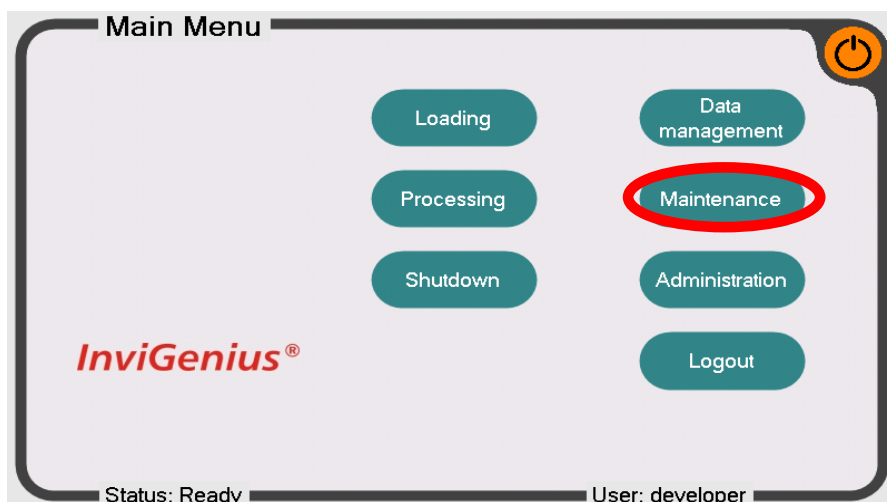 Main Menu
Loading
Data
management
Processing
Maintenance
Shutdown
Administration
InviGenius®
Logout
Status: Ready
User: developer